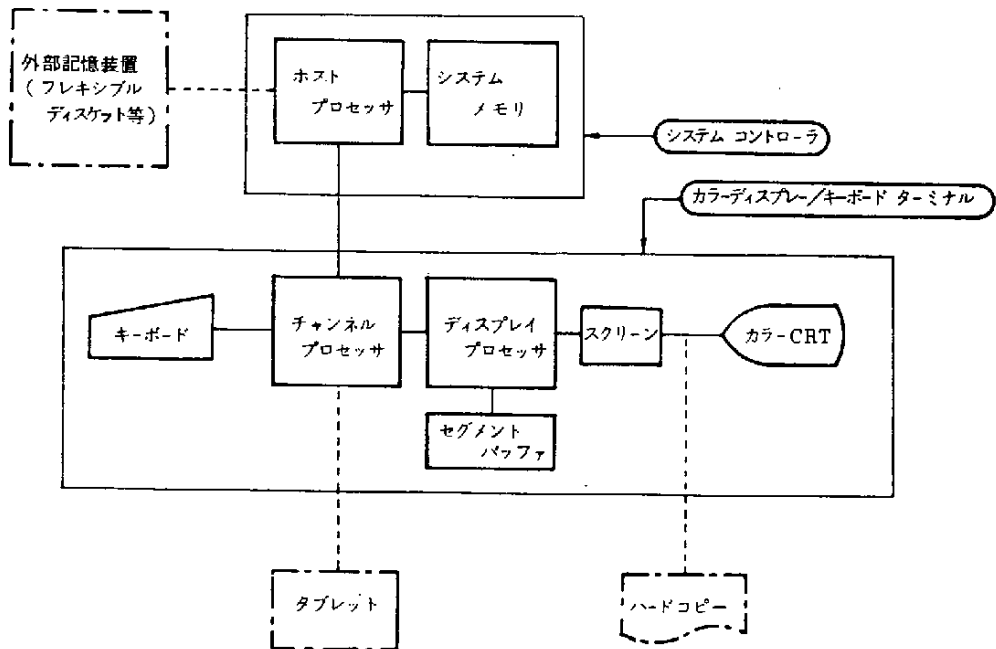 外部記憶装置
(フレキシブル
ディスケット等)
ホスト
プロセッサ
システム
メモリ
システム コントローラ
カラーディスプレー/キーボード ターミナル
キーボード
チャンネル
プロセッサ
ディスプレイ
プロセッサ
スクリーン
カラーCRT
セグメント
バッファ
タブレット
ハードコピー